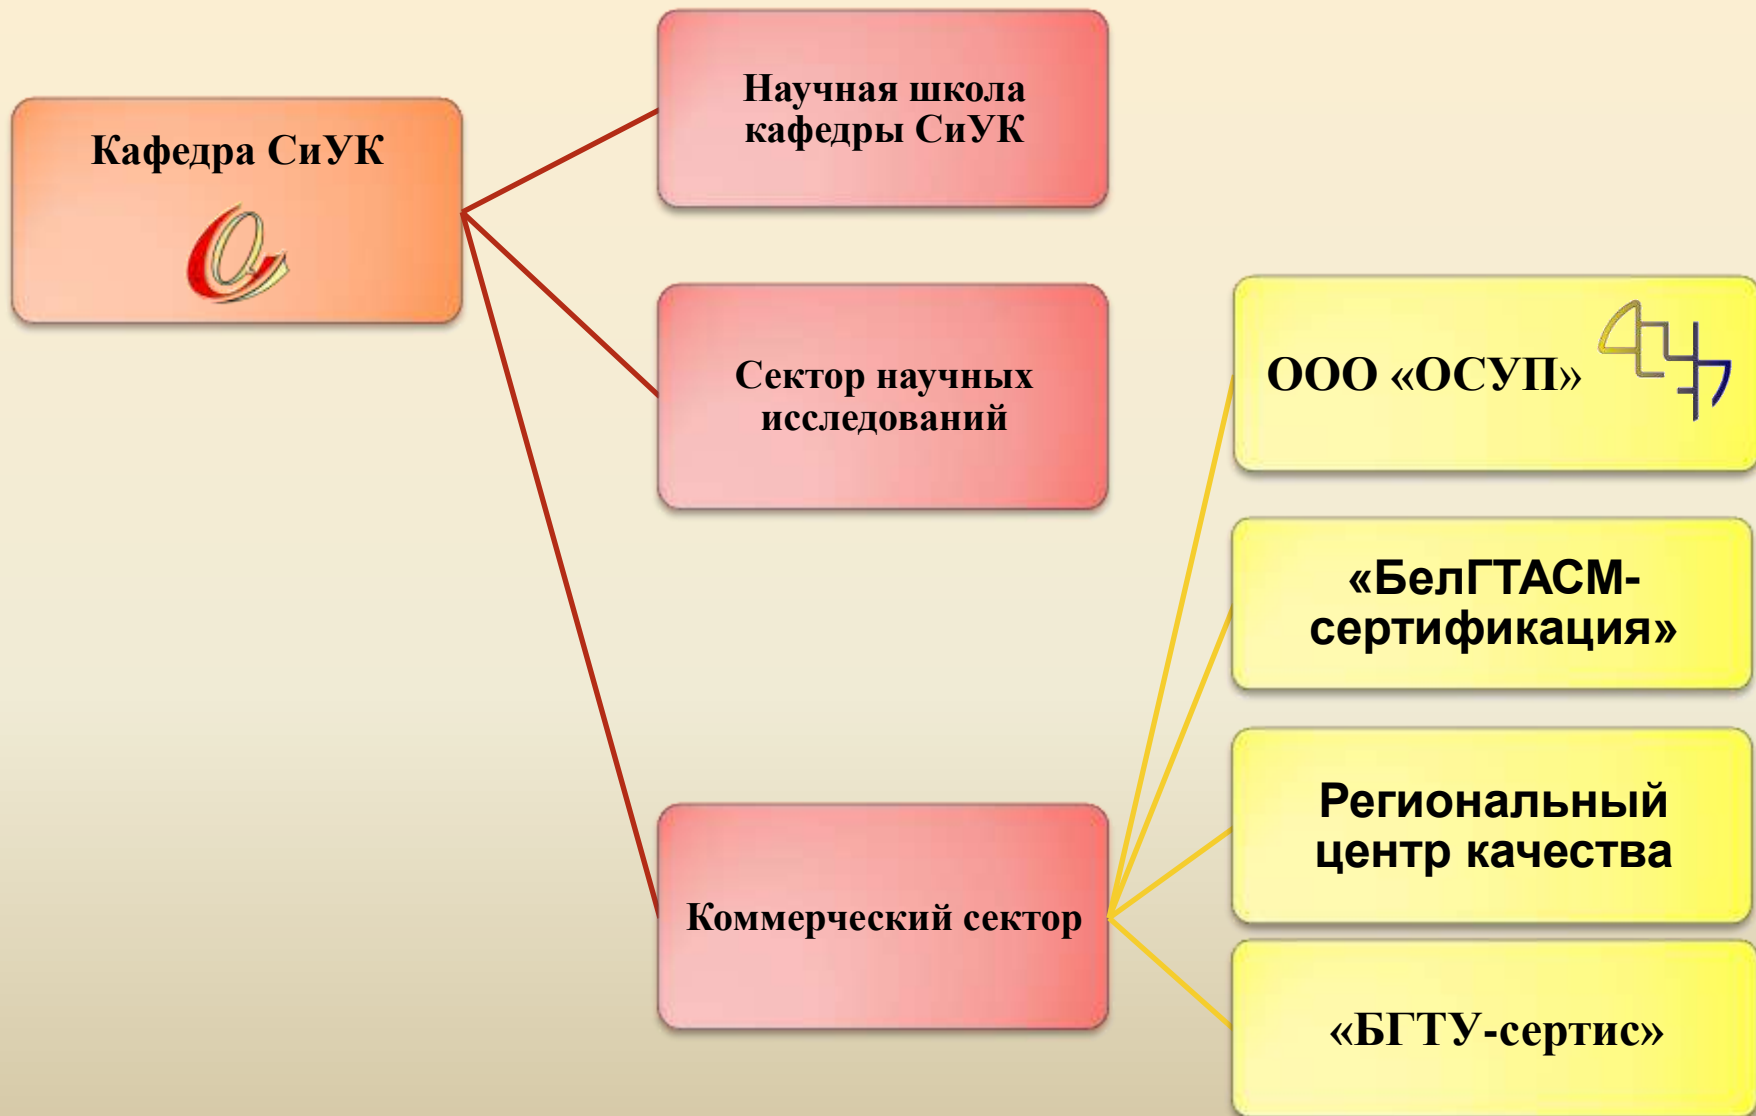 Кафедра СиУК
Научная школа
кафедры СиУК
Сектор научных
исследований
Коммерческий сектор
ООО «ОСУП»
«БелГТАСМ-
сертификация»
Региональный
центр качества
«БГТУ-сертис»